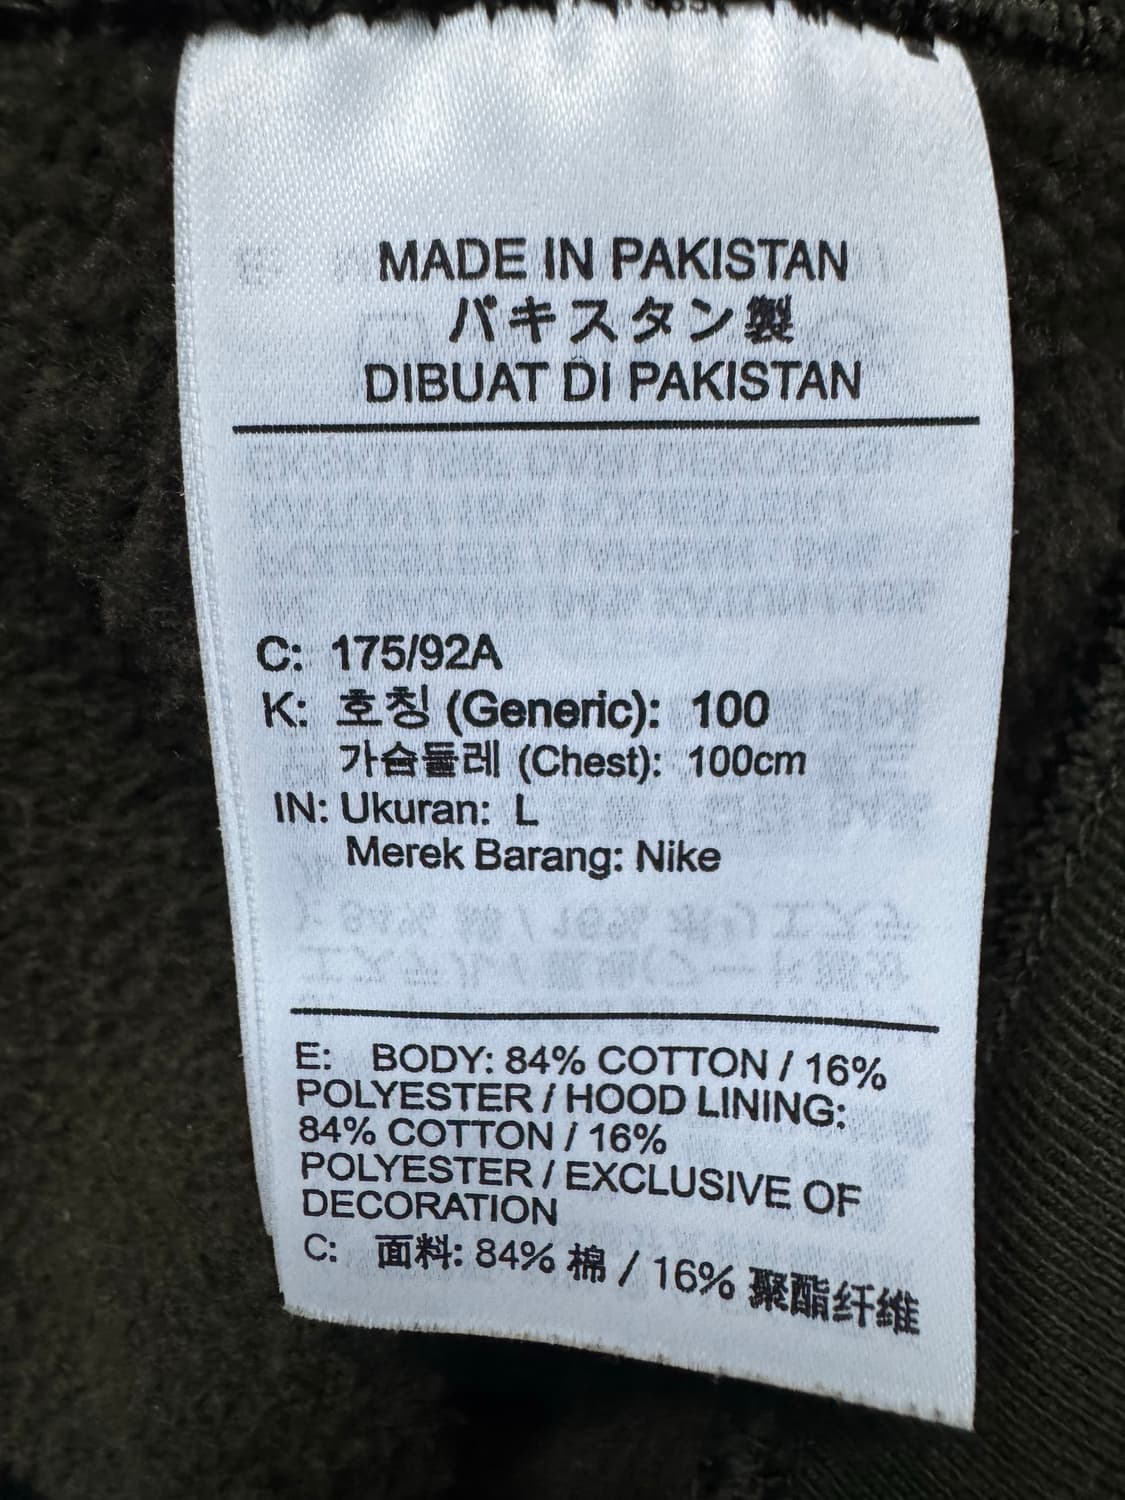 MADE IN PAKISTAN
パキスタン製
DIBUAT DI PAKISTAN
C: 175/92A
K: 호칭 (Generic): 100
가슴둘레 (Chest): 100cm
IN: Ukuran: L
Merek Barang: Nike
E: BODY: 84% COTTON / 16%
POLYESTER / HOOD LINING:
84% COTTON / 16%
POLYESTER / EXCLUSIVE OF
DECORATION
C: 面料: 84% 棉 / 16% 聚酯纤维